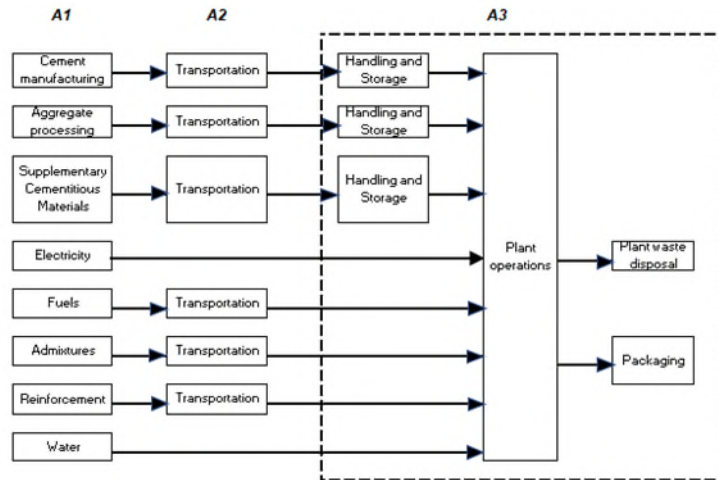 A1 A2 A3
Cement
manufacturing
Transportation
Handling and
Storage
Aggregate
processing
Transportation
Handling and
Storage
Supplementary
Cementitious
Materials
Transportation
Handling and
Storage
Electricity
Plant
operations
Plant waste
disposal
Fuels
Transportation
Admixtures
Transportation
Packaging
Reinforcement
Transportation
Water